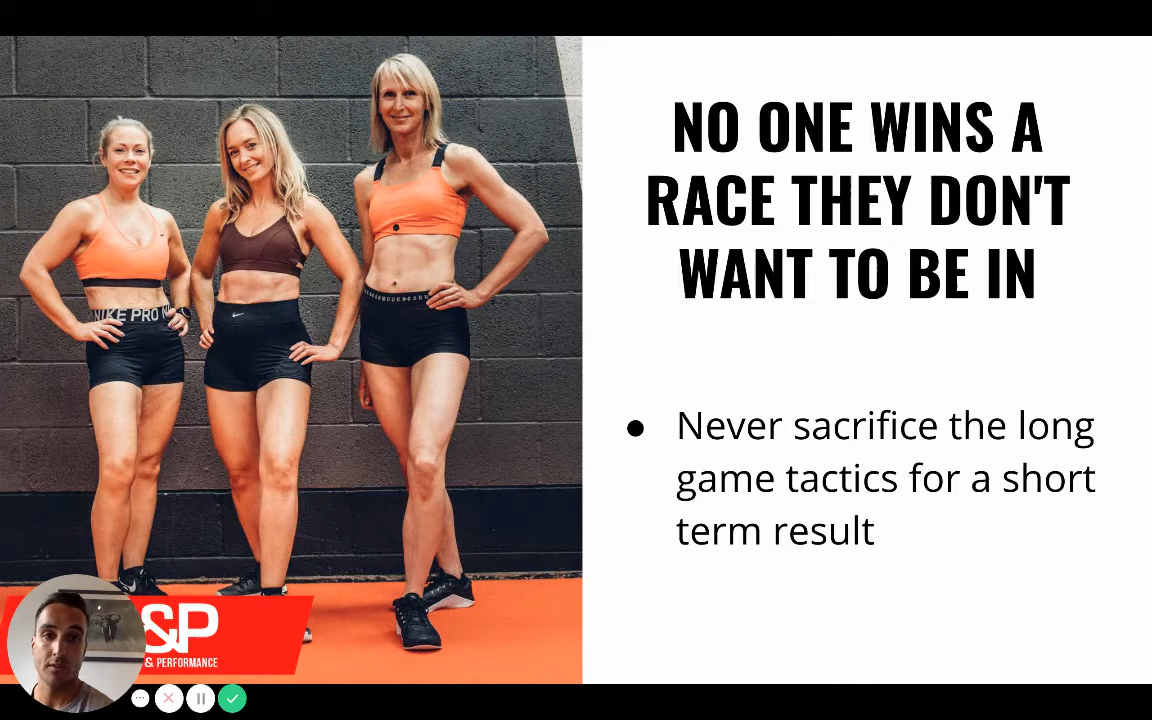 NO ONE WINS A
RACE THEY DON'T
WANT TO BE IN
● Never sacrifice the long
game tactics for a short
term result
NIKE PRO
&P
& PERFORMANCE